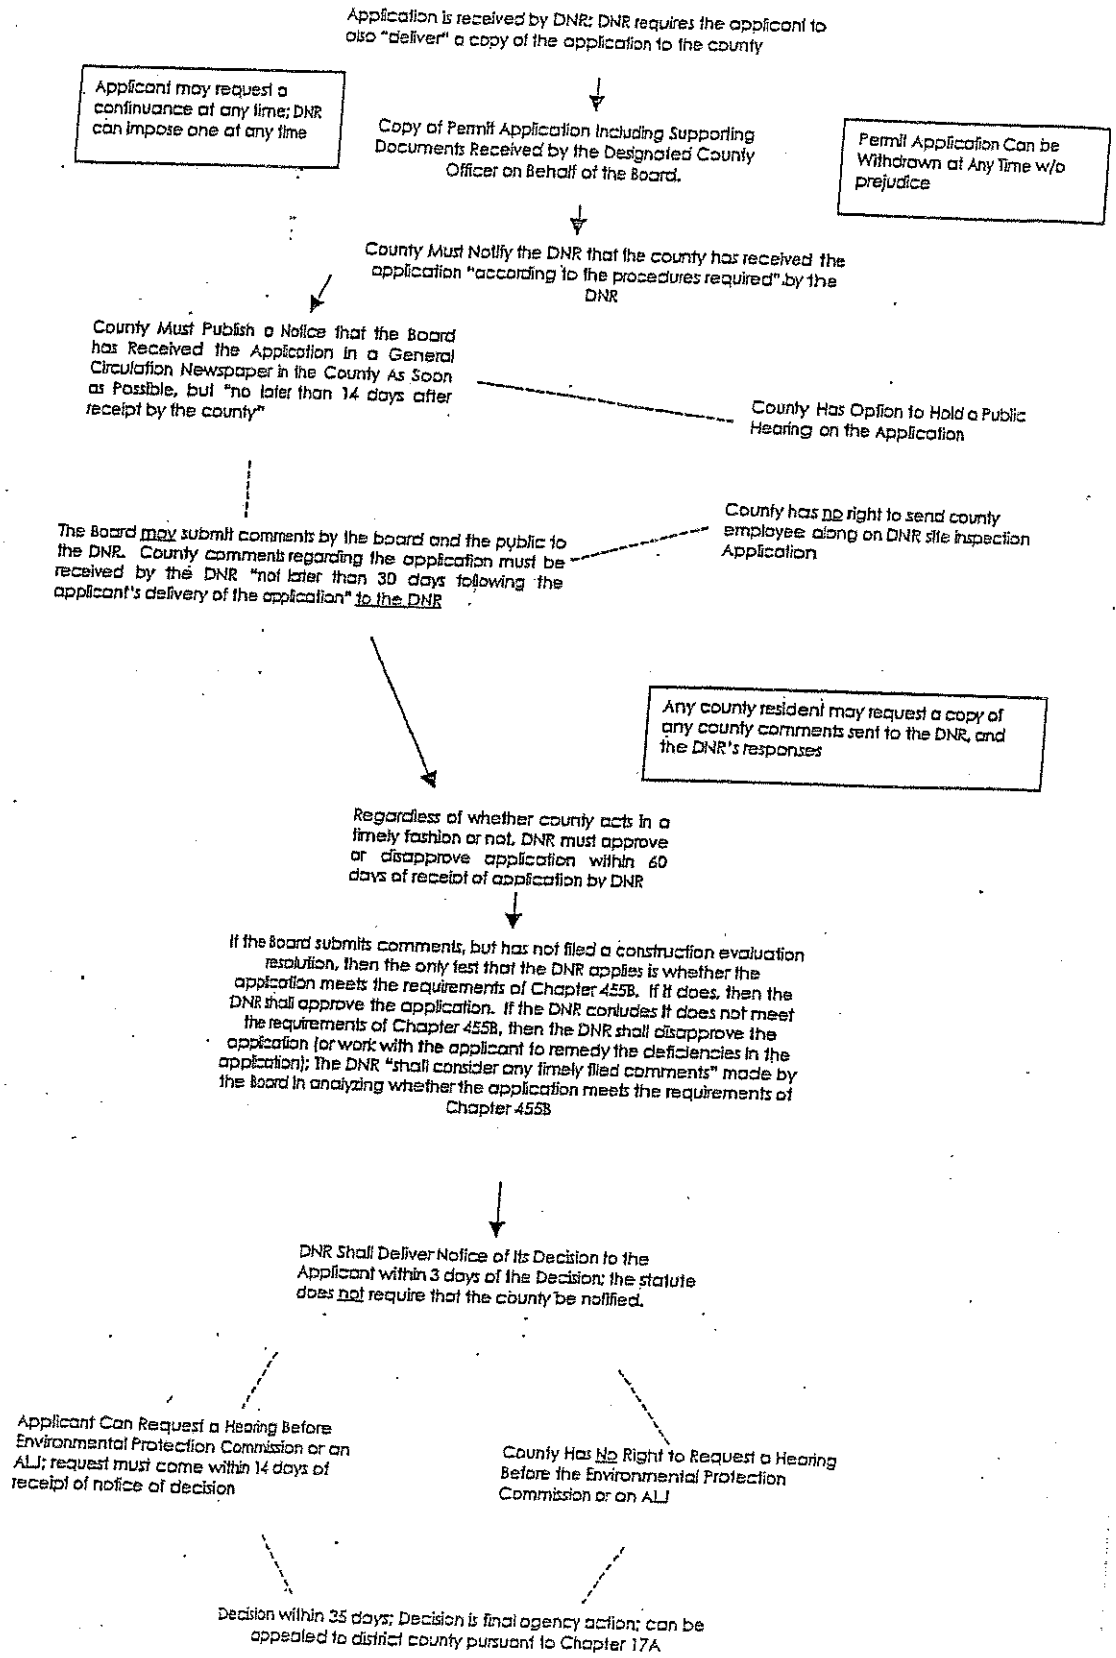 Application is received by DNR; DNR requires the applicant to
also "deliver" a copy of the application to the county
Applicant may request a
continuance at any time; DNR
can impose one at any time
Copy of Permit Application Including Supporting
Documents Received by the Designated County
Officer on Behalf of the Board.
Permit Application Can be
Withdrawn at Any Time w/o
prejudice
County Must Notify the DNR that the county has received the
application "according to the procedures required" by the
DNR
County Must Publish a Notice that the Board
has Received the Application in a General
Circulation Newspaper in the County As Soon
as Possible, but "no later than 14 days after
receipt by the county"
County Has Option to Hold a Public
Hearing on the Application
County has no right to send county
employee along on DNR site inspection
Application
The Board may submit comments by the board and the public to
the DNR. County comments regarding the application must be
received by the DNR "not later than 30 days following the
applicant's delivery of the application" to the DNR
Any county resident may request a copy of
any county comments sent to the DNR, and
the DNR's responses
Regardless of whether county acts in a
timely fashion or not, DNR must approve
or disapprove application within 60
days of receipt of application by DNR
If the Board submits comments, but has not filed a construction evaluation
resolution, then the only test that the DNR applies is whether the
application meets the requirements of Chapter 455B. If it does, then the
DNR shall approve the application. If the DNR conludes it does not meet
the requirements of Chapter 455B, then the DNR shall disapprove the
application (or work with the applicant to remedy the deficiencies in the
application); The DNR "shall consider any timely filed comments" made by
the Board in analyzing whether the application meets the requirements of
Chapter 455B
DNR Shall Deliver Notice of Its Decision to the
Applicant within 3 days of the Decision; the statute
does not require that the county be notified.
Applicant Can Request a Hearing Before
Environmental Protection Commission or an
ALJ; request must come within 14 days of
receipt of notice of decision
County Has No Right to Request a Hearing
Before the Environmental Protection
Commission or an ALJ
Decision within 35 days; Decision is final agency action; can be
appealed to district county pursuant to Chapter 17A